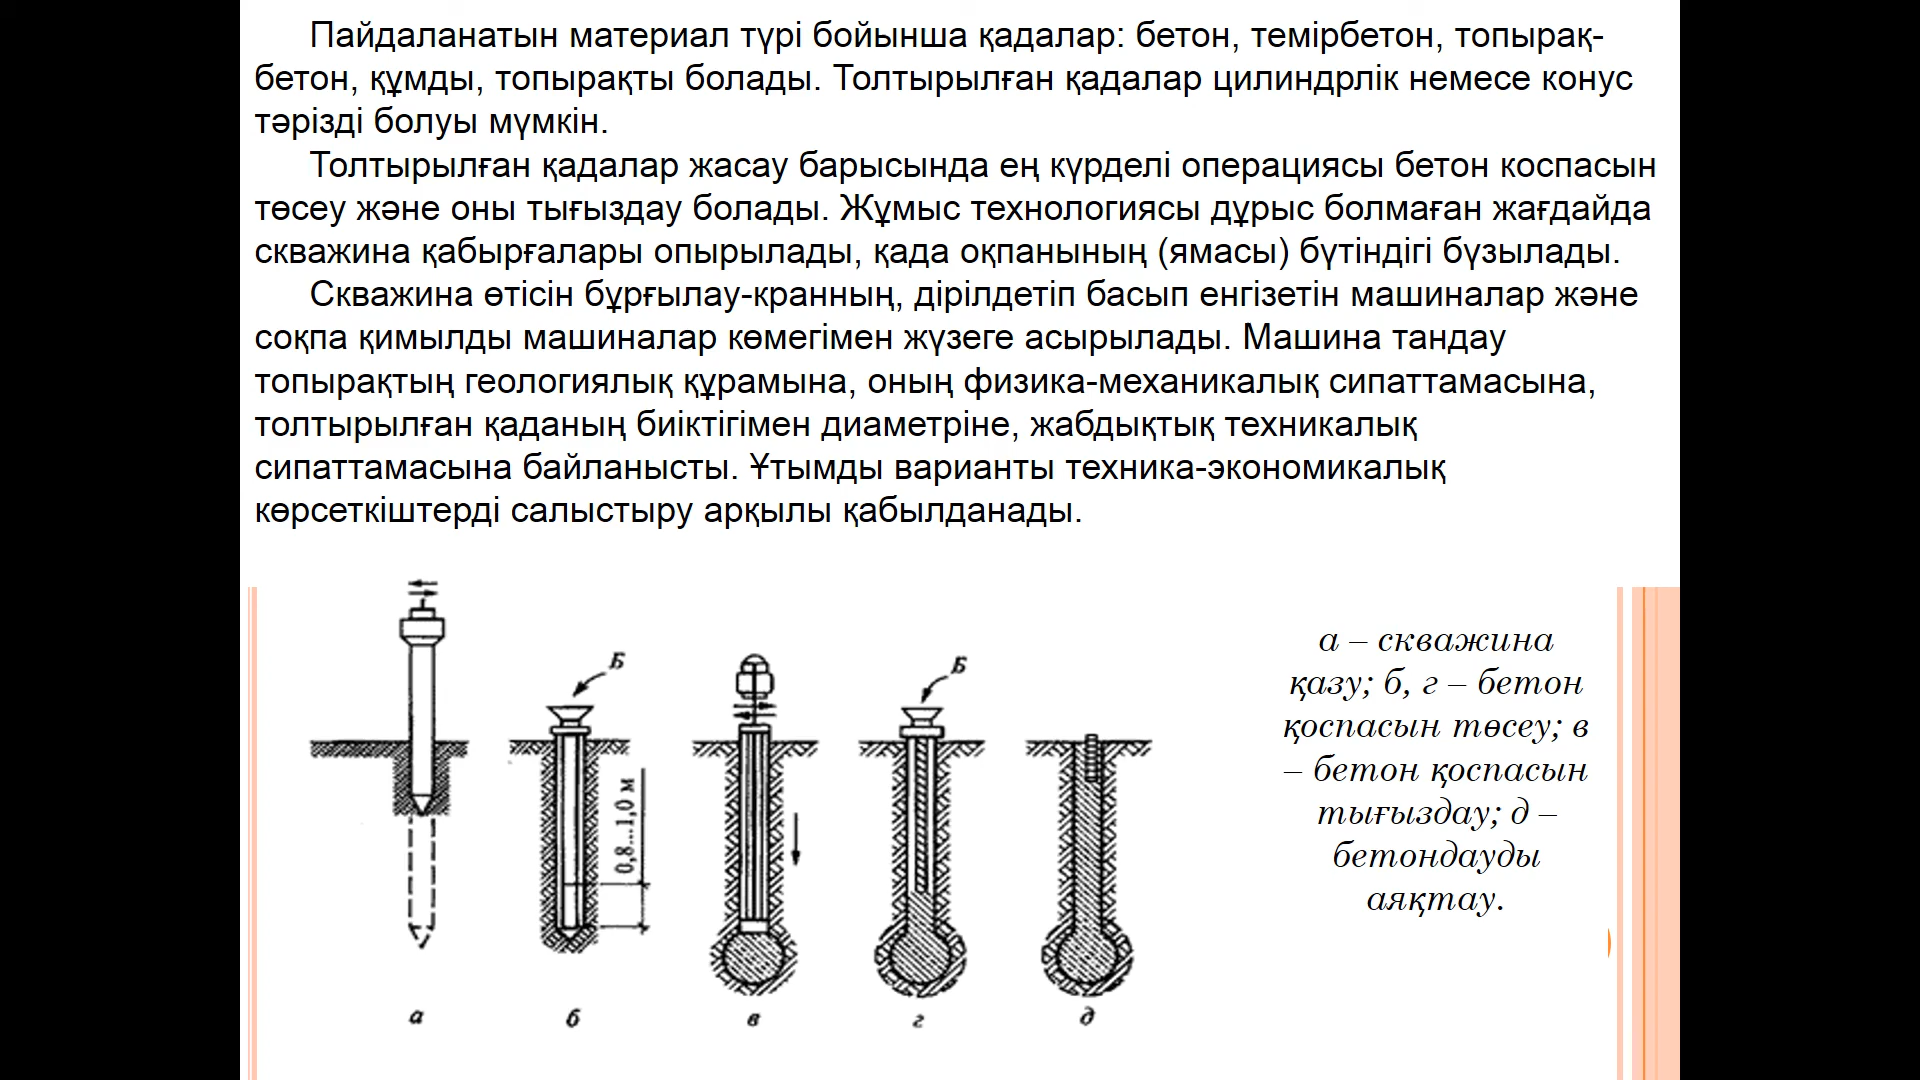 Пайдаланатын материал түрі бойынша қадалар: бетон, темірбетон, топырақ-
бетон, құмды, топырақты болады. Толтырылған қадалар цилиндрлік немесе конус
тәрізді болуы мүмкін.
Толтырылған қадалар жасау барысында ең күрделі операциясы бетон коспасын
төсеу және оны тығыздау болады. Жұмыс технологиясы дұрыс болмаған жағдайда
скважина қабырғалары опырылады, қада оқпанының (ямасы) бүтіндігі бүзылады.
Скважина өтісін бұрғылау-кранның, дірілдетіп басып енгізетін машиналар және
соқпа қимылды машиналар көмегімен жүзеге асырылады. Машина тандау
топырақтың геологиялық құрамына, оның физика-механикалық сипаттамасына,
толтырылған қаданың биіктігімен диаметріне, жабдықтық техникалық
сипаттамасына байланысты. Ұтымды варианты техника-экономикалық
көрсеткіштерді салыстыру арқылы қабылданады.
Б
Б
0,8...1,0 м
а
б
в
г
д
а – скважина
қазу; б, г – бетон
қоспасын төсеу; в
– бетон қоспасын
тығыздау; д –
бетондауды
аяқтау.